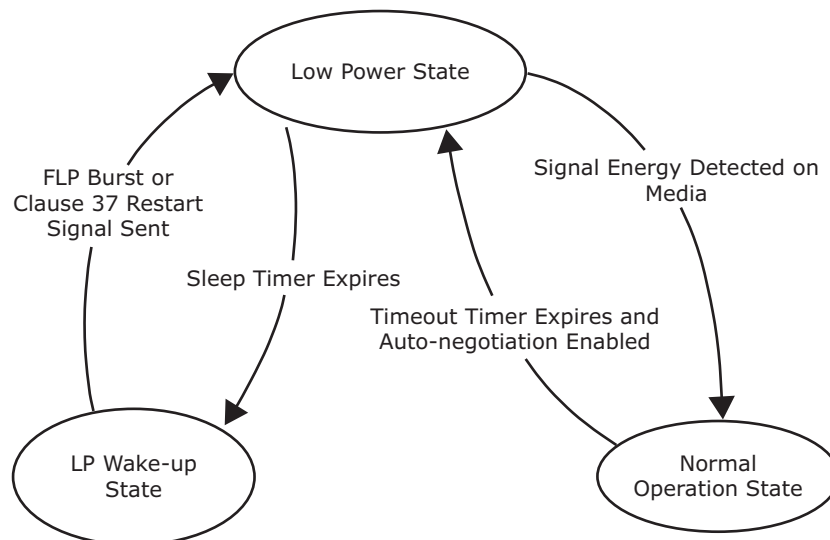 Low Power State
FLP Burst or
Clause 37 Restart
Signal Sent
Signal Energy Detected on
Media
Sleep Timer Expires
Timeout Timer Expires and
Auto-negotiation Enabled
LP Wake-up
State
Normal
Operation State